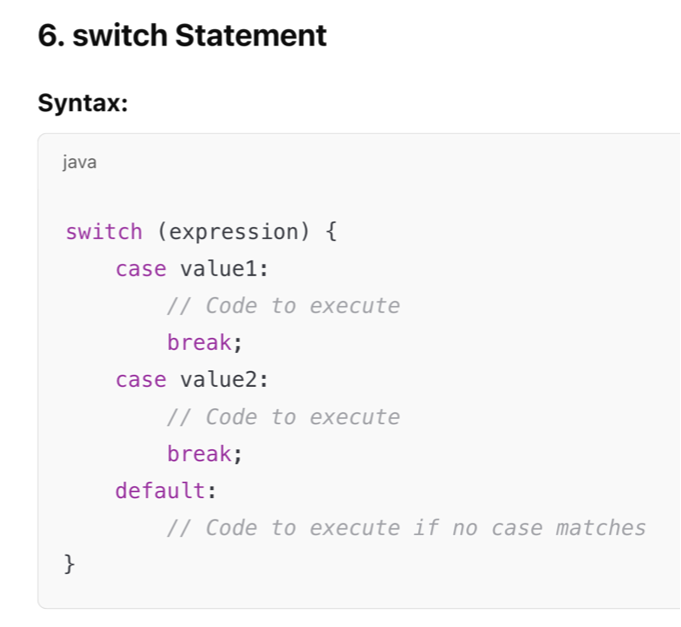 6. switch Statement
Syntax:
java
switch (expression) {
    case value1:
        // Code to execute
        break;
    case value2:
        // Code to execute
        break;
    default:
        // Code to execute if no case matches
}